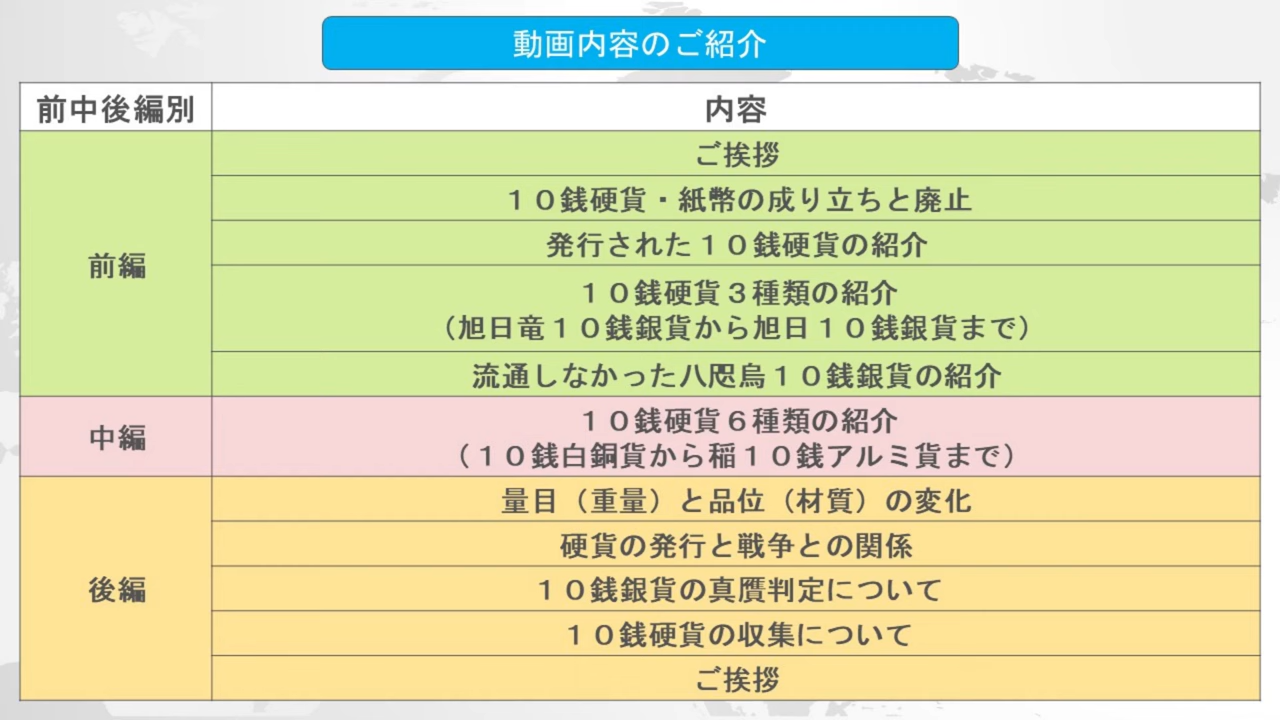 動画内容のご紹介
前中後編別
内容
前編
ご挨拶
１０銭硬貨・紙幣の成り立ちと廃止
発行された１０銭硬貨の紹介
１０銭硬貨３種類の紹介
（旭日竜１０銭銀貨から旭日１０銭銀貨まで）
流通しなかった八咫烏１０銭銀貨の紹介
中編
１０銭硬貨６種類の紹介
（１０銭白銅貨から稲１０銭アルミ貨まで）
後編
量目（重量）と品位（材質）の変化
硬貨の発行と戦争との関係
１０銭銀貨の真贋判定について
１０銭硬貨の収集について
ご挨拶